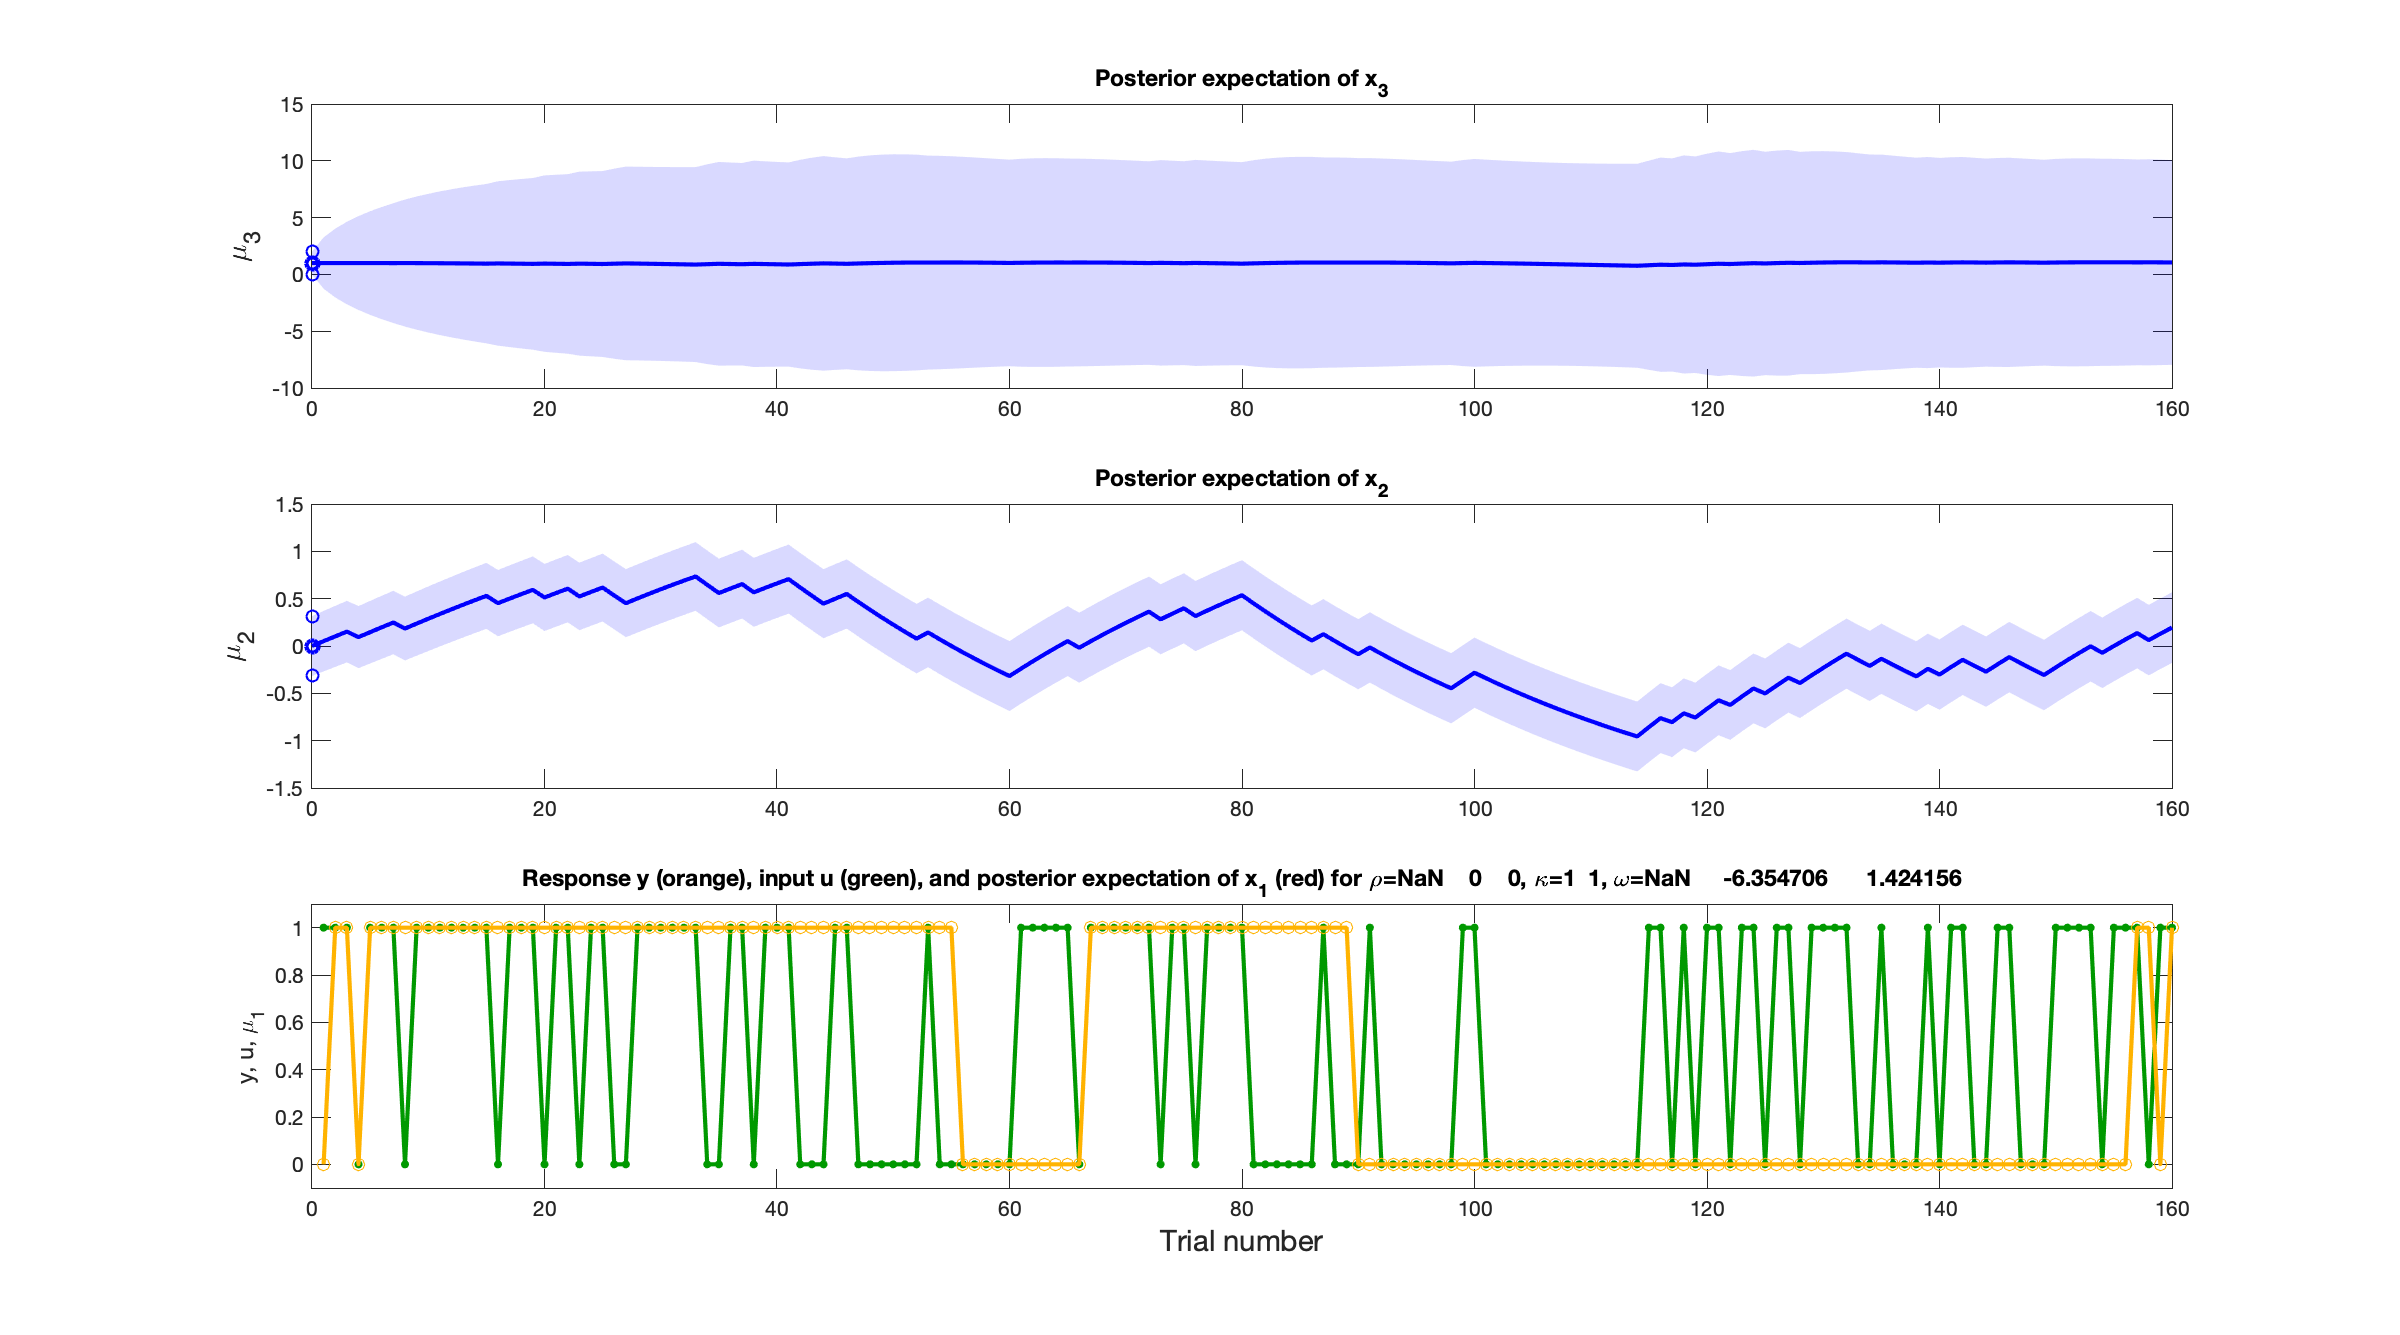 Posterior expectation of x3
15
10
5
0
-5
-10
μ3
0 20 40 60 80 100 120 140 160
Posterior expectation of x2
1.5
1
0.5
0
-0.5
-1
-1.5
μ2
0 20 40 60 80 100 120 140 160
Response y (orange), input u (green), and posterior expectation of x1 (red) for ρ=NaN 0 0, κ=1 1, ω=NaN -6.354706 1.424156
1
0.8
0.6
0.4
0.2
0
y, u, μ1
0 20 40 60 80 100 120 140 160
Trial number